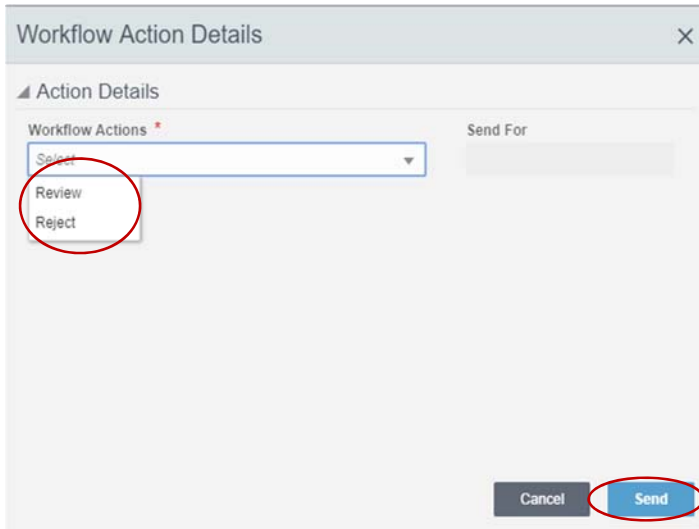 Workflow Action Details
Action Details
Workflow Actions *
Send For
Select
Review
Reject
Cancel
Send